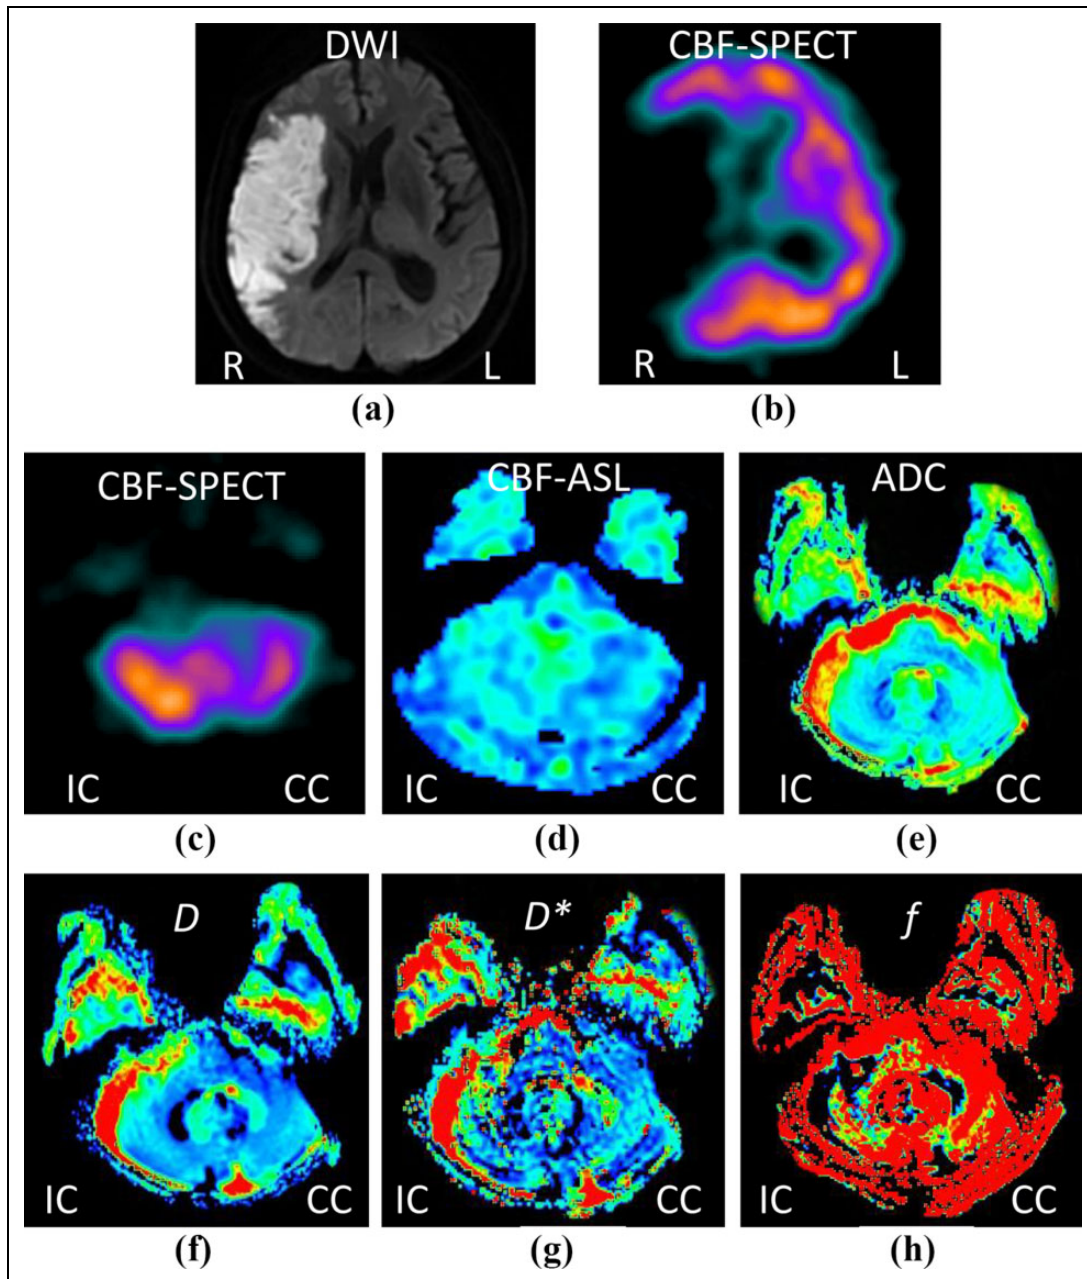 DWI
CBF-SPECT
R L
R L
(a)
(b)
CBF-SPECT
CBF-ASL
ADC
IC CC
IC CC
IC CC
(c)
(d)
(e)
D
D*
f
IC CC
IC CC
IC CC
(f)
(g)
(h)